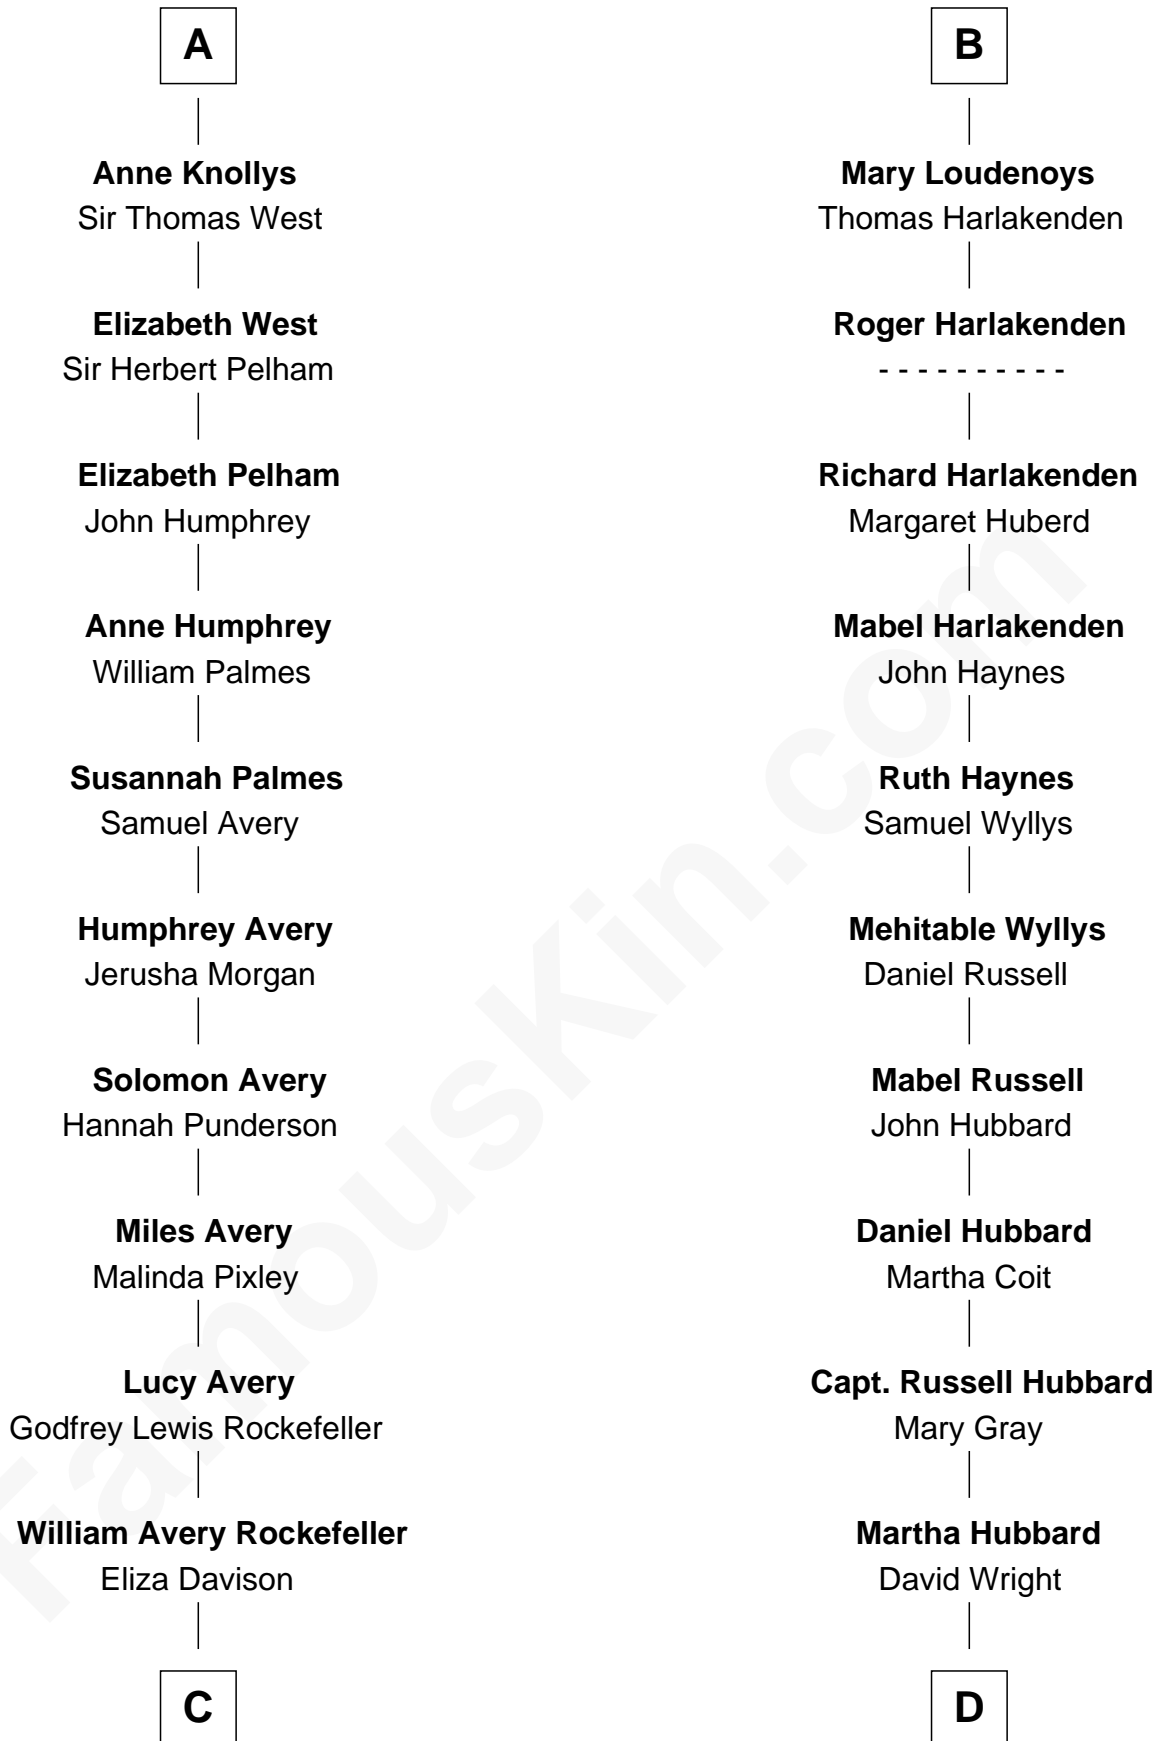 A
Anne Knollys
Sir Thomas West
Elizabeth West
Sir Herbert Pelham
Elizabeth Pelham
John Humphrey
Anne Humphrey
William Palmes
Susannah Palmes
Samuel Avery
Humphrey Avery
Jerusha Morgan
Solomon Avery
Hannah Punderson
Miles Avery
Malinda Pixley
Lucy Avery
Godfrey Lewis Rockefeller
William Avery Rockefeller
Eliza Davison
C
B
Mary Loudenoys
Thomas Harlakenden
Roger Harlakenden
- - - - - - - - - -
Richard Harlakenden
Margaret Huberd
Mabel Harlakenden
John Haynes
Ruth Haynes
Samuel Wyllys
Mehitable Wyllys
Daniel Russell
Mabel Russell
John Hubbard
Daniel Hubbard
Martha Coit
Capt. Russell Hubbard
Mary Gray
Martha Hubbard
David Wright
D
FamousKin.com